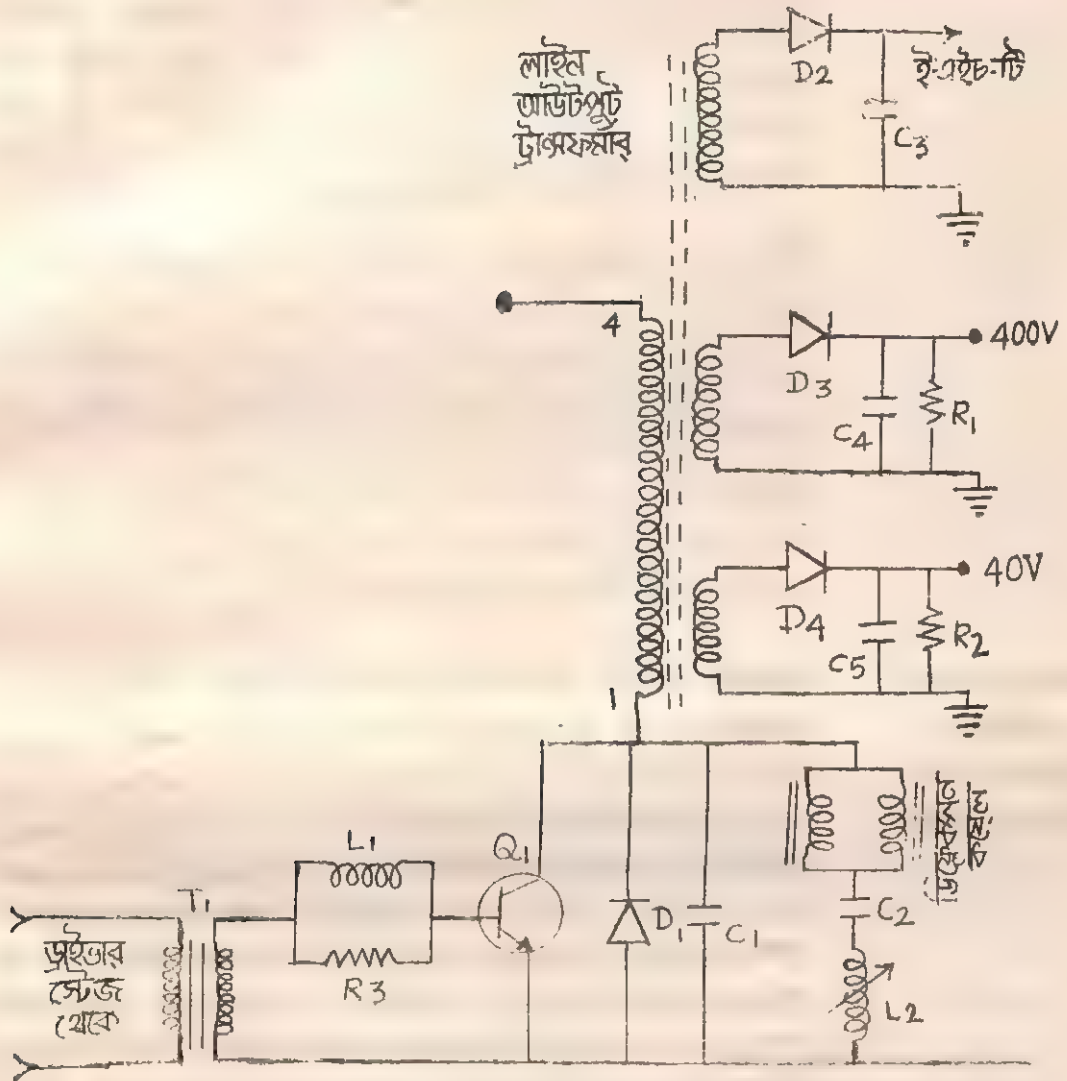 লাইন
আউটপুট
ট্রান্সফর্মার
D2
ই-এইচ-টি
C3
4
400V
D3
C4
R1
40V
D4
C5
R2
1
ডিফ্লেকশন
কয়েল
L1
Q1
T1
D1
C1
C2
R3
L2
ড্রাইভার
স্টেজ
থেকে